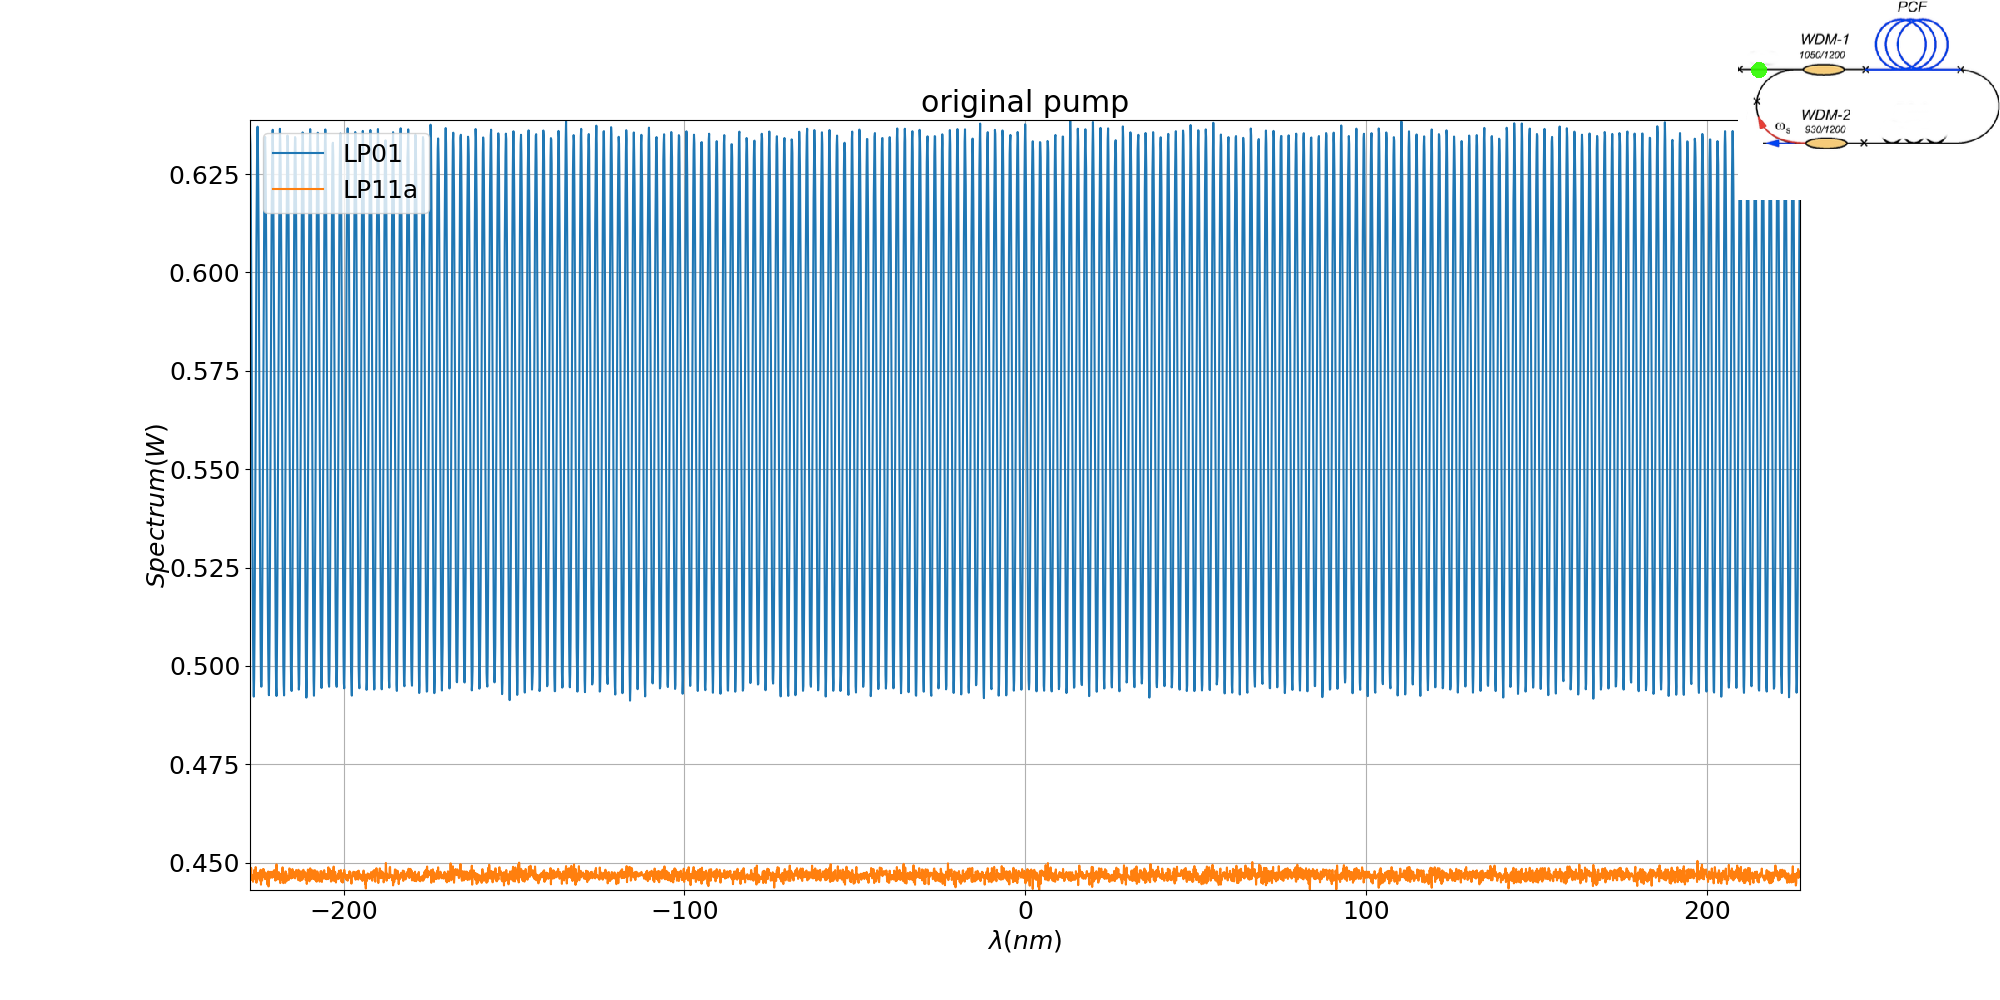 PCF
WDM-1
1050/1200
WDM-2
930/1200
ωs
original pump
LP01
LP11a
0.625
0.600
0.575
0.550
0.525
0.500
0.475
0.450
Spectrum(W)
−200
−100
0
100
200
λ(nm)